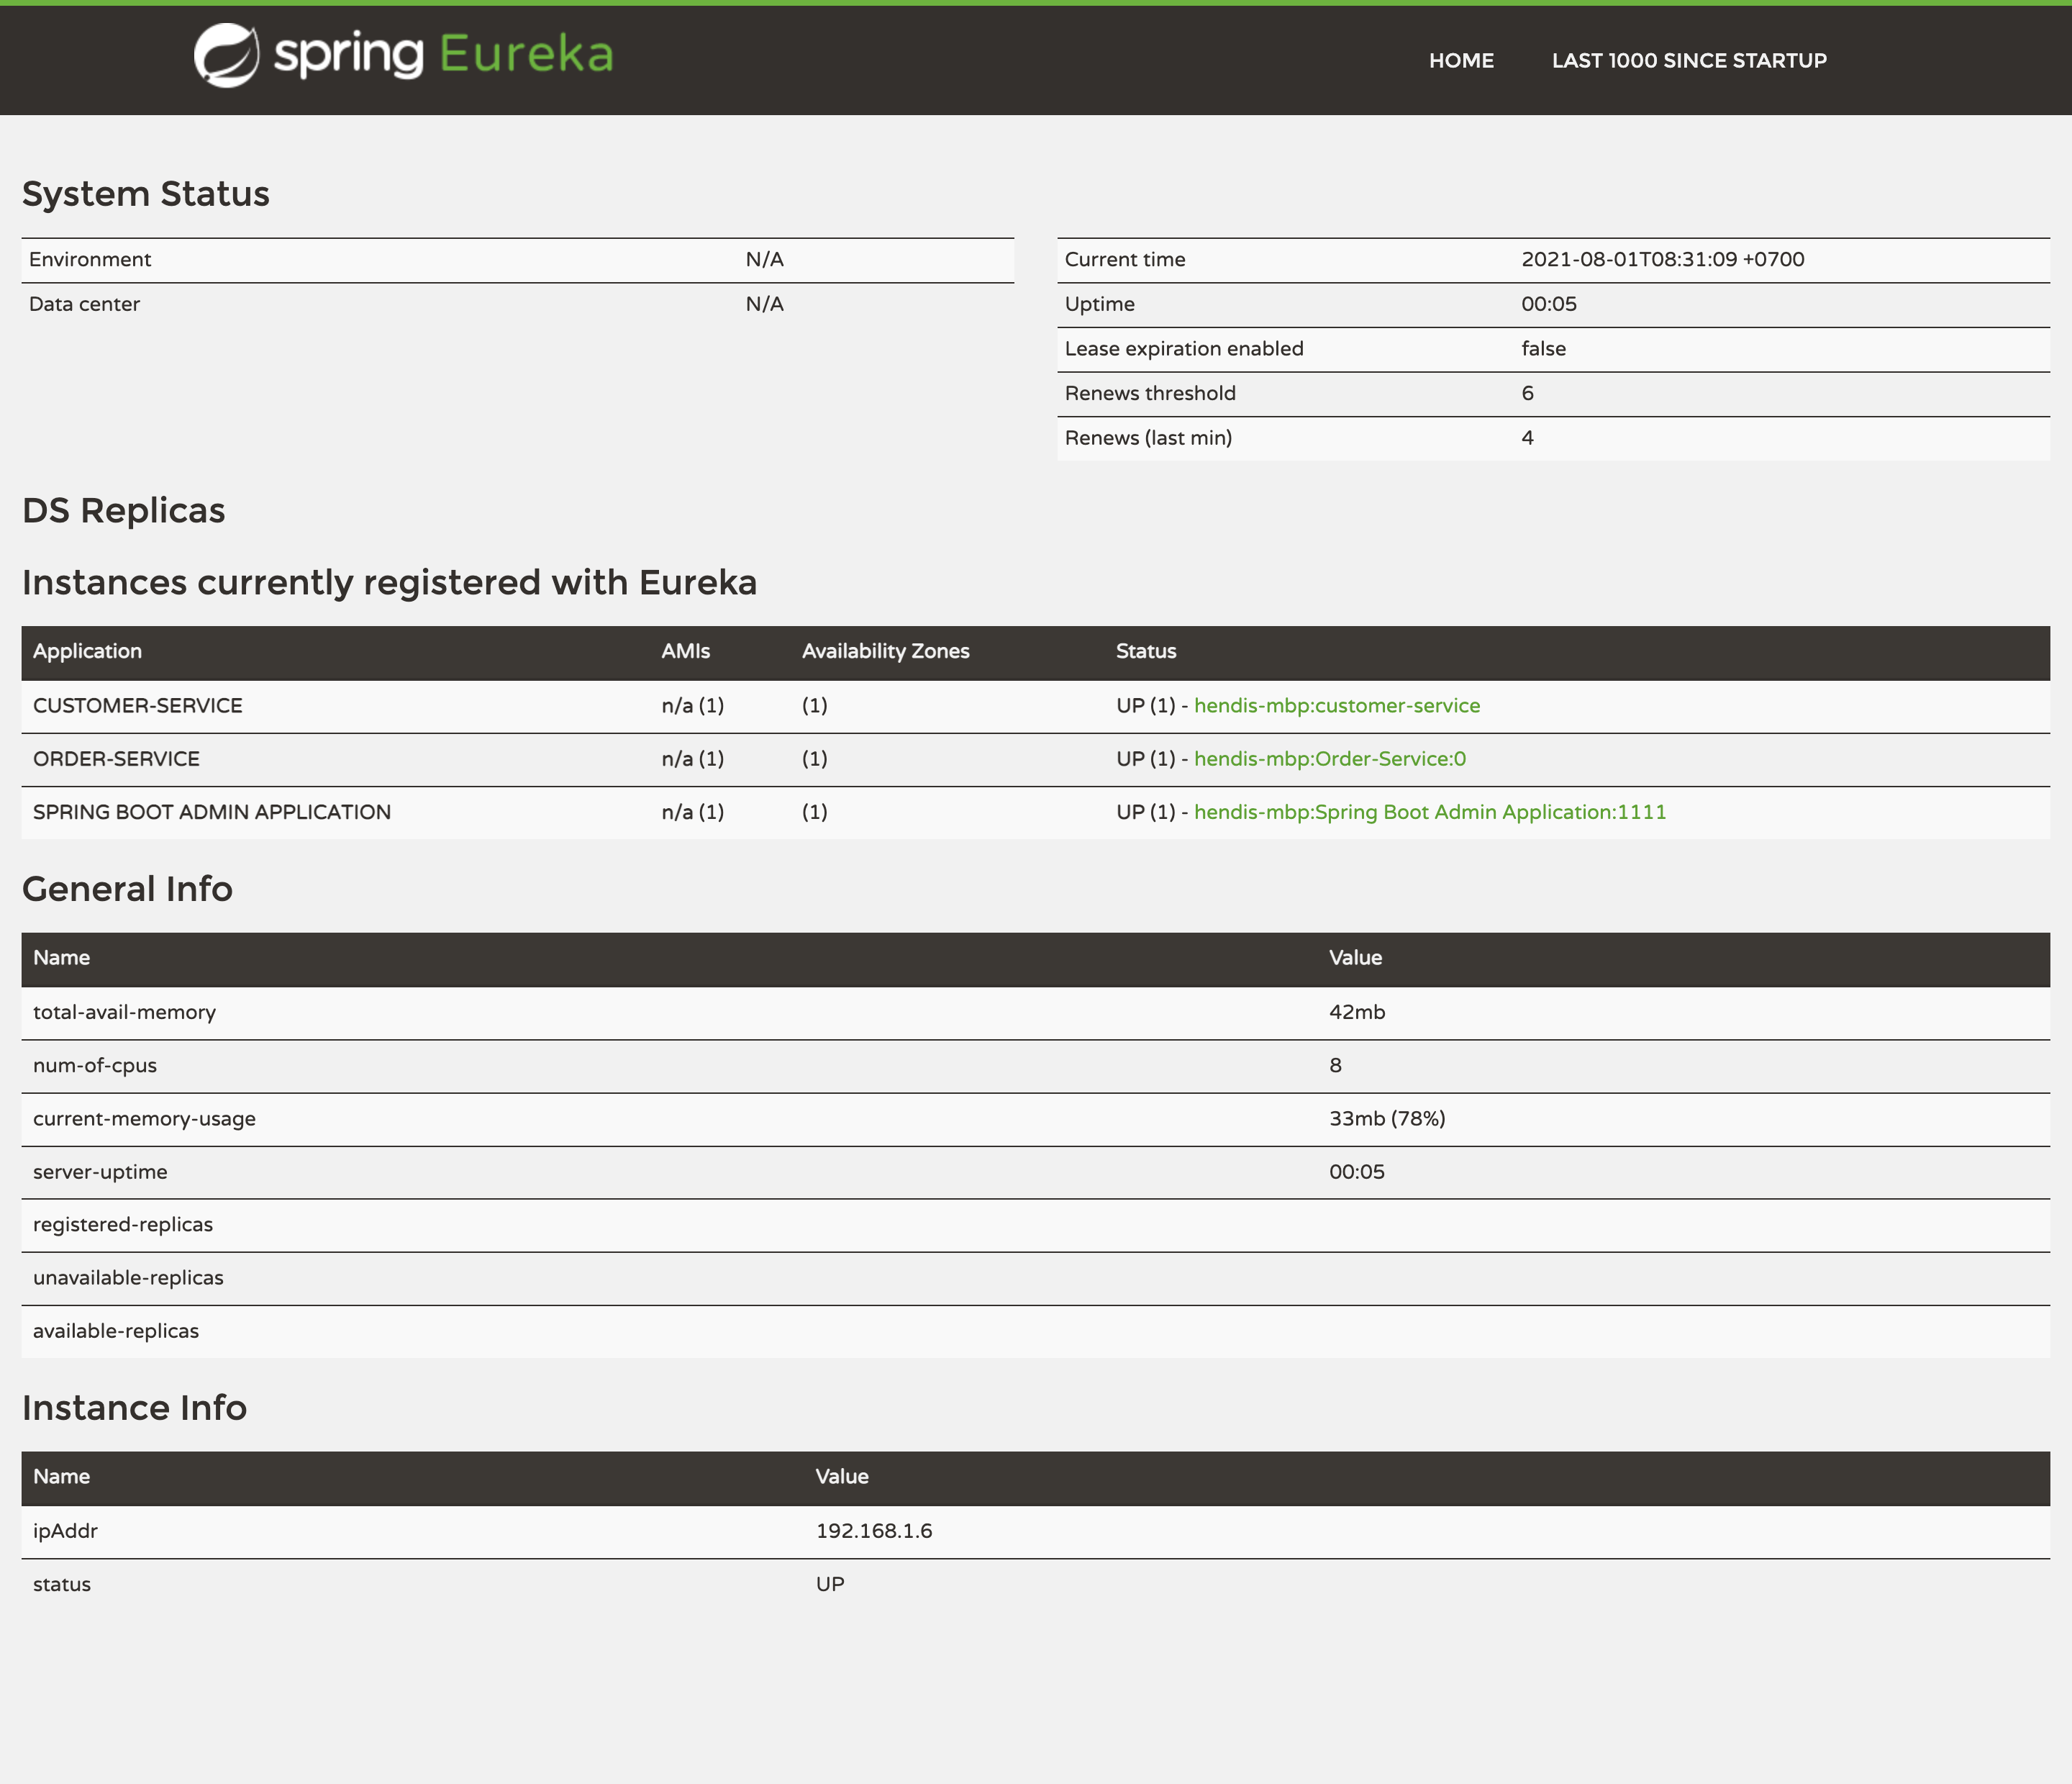 spring Eureka
HOME LAST 1000 SINCE STARTUP
System Status
Environment N/A
Data center N/A
Current time 2021-08-01T08:31:09 +0700
Uptime 00:05
Lease expiration enabled false
Renews threshold 6
Renews (last min) 4
DS Replicas
Instances currently registered with Eureka
Application AMIs Availability Zones Status
CUSTOMER-SERVICE n/a (1) (1) UP (1) - hendis-mbp:customer-service
ORDER-SERVICE n/a (1) (1) UP (1) - hendis-mbp:Order-Service:0
SPRING BOOT ADMIN APPLICATION n/a (1) (1) UP (1) - hendis-mbp:Spring Boot Admin Application:1111
General Info
Name Value
total-avail-memory 42mb
num-of-cpus 8
current-memory-usage 33mb (78%)
server-uptime 00:05
registered-replicas
unavailable-replicas
available-replicas
Instance Info
Name Value
ipAddr 192.168.1.6
status UP